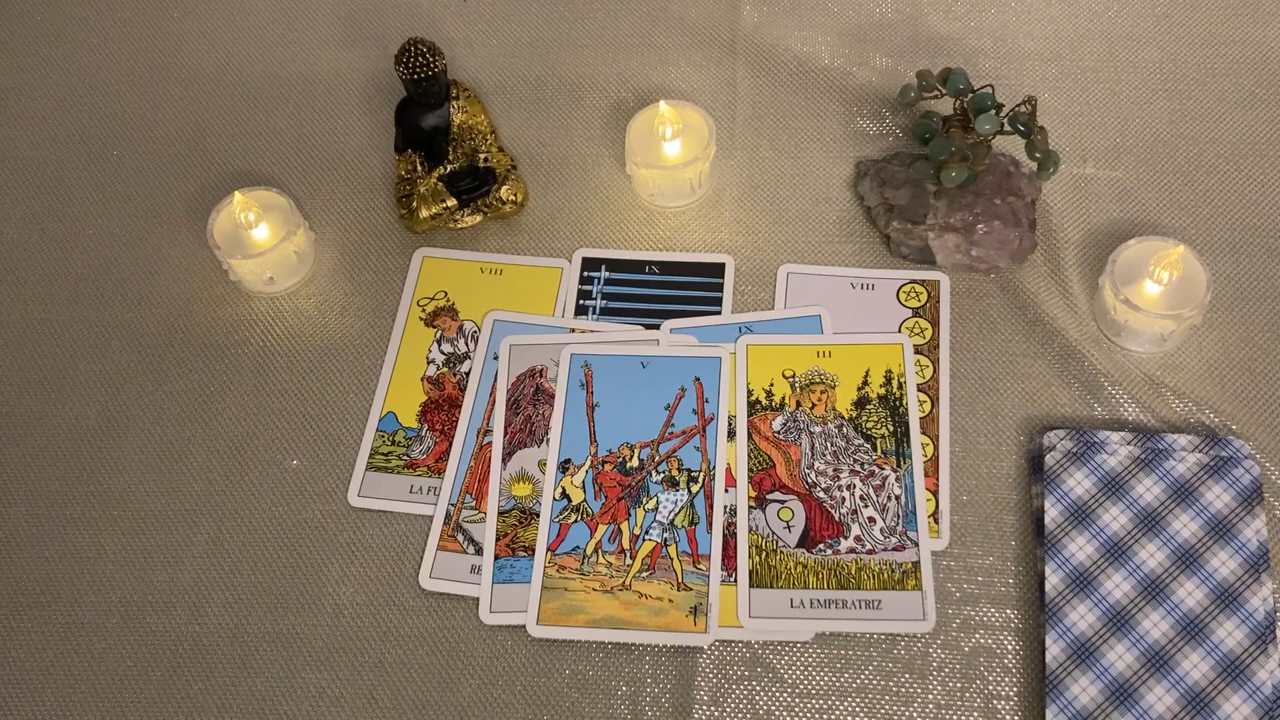 VIII
IX
VIII
IX
III
V
LA FU
RE
LA EMPERATRIZ